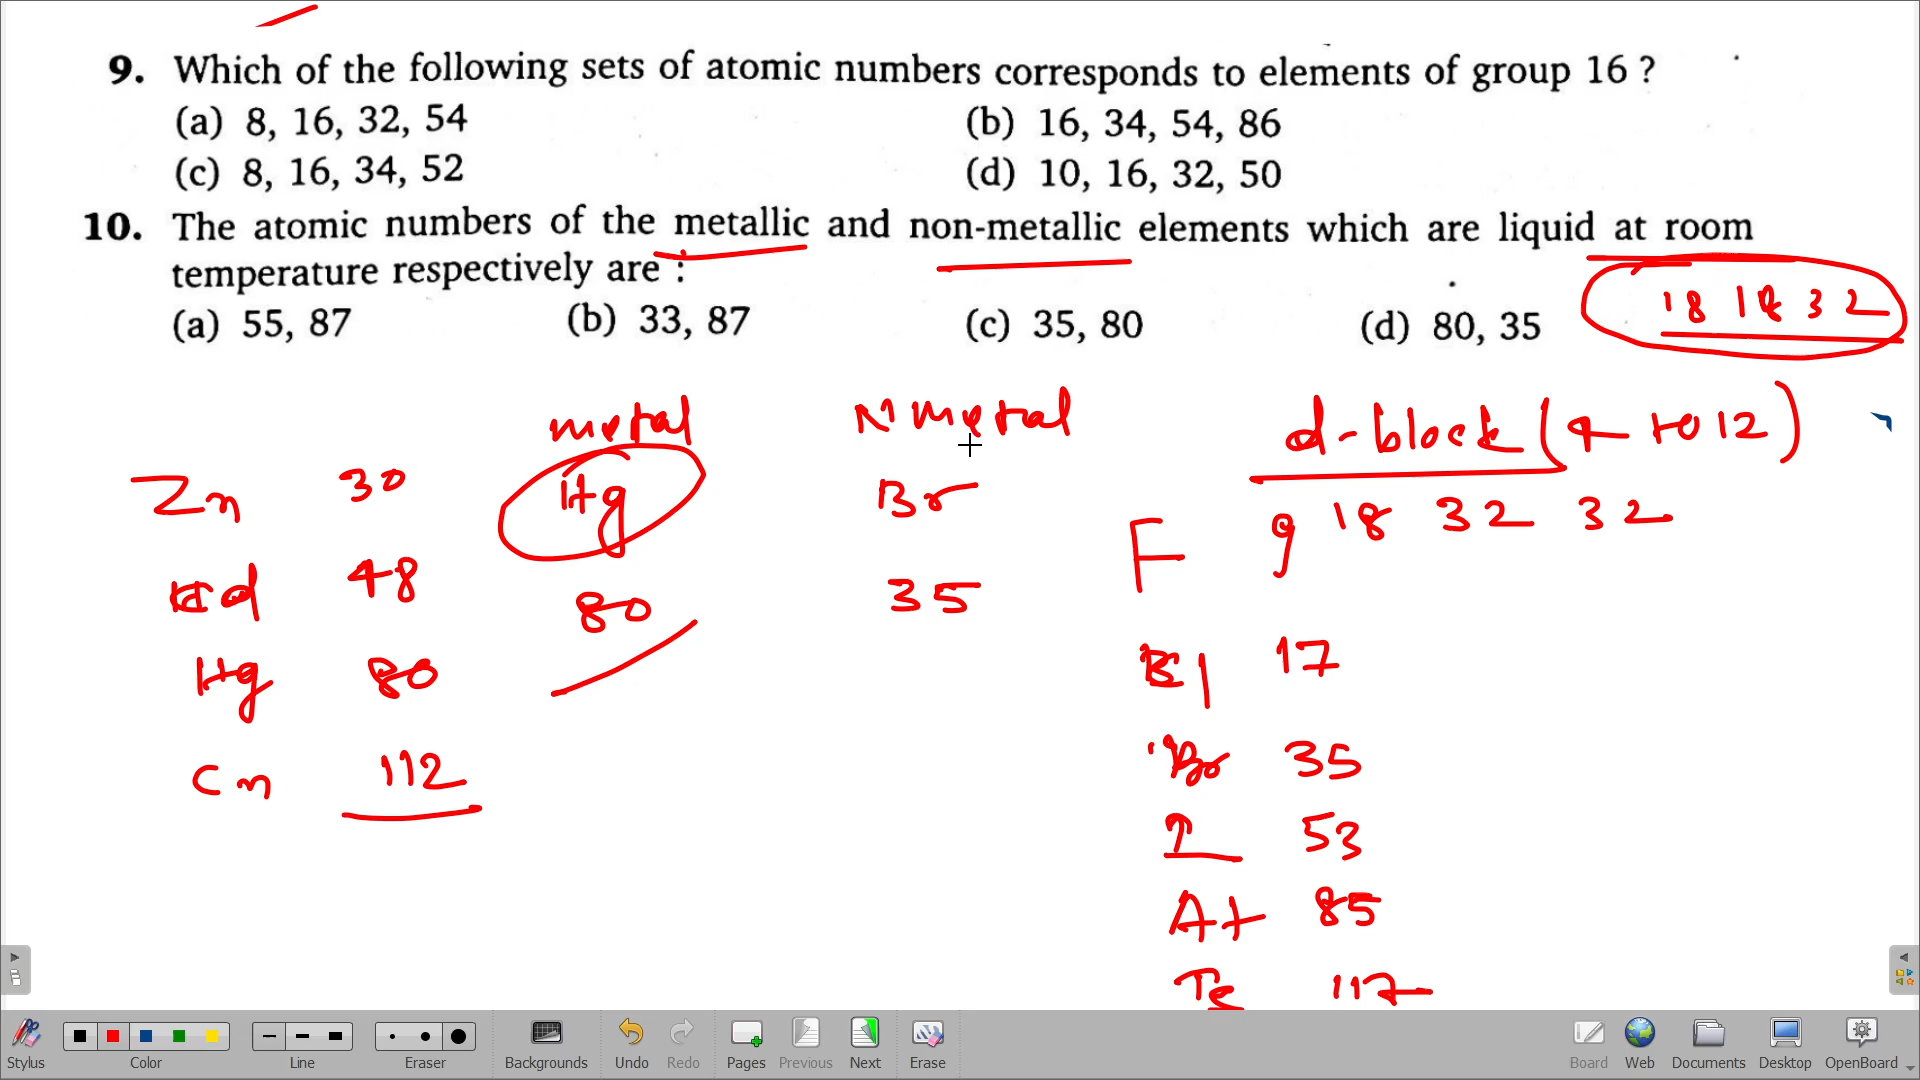 9. Which of the following sets of atomic numbers corresponds to elements of group 16 ?
(a) 8, 16, 32, 54 (b) 16, 34, 54, 86
(c) 8, 16, 34, 52 (d) 10, 16, 32, 50
10. The atomic numbers of the metallic and non-metallic elements which are liquid at room
temperature respectively are :
(a) 55, 87 (b) 33, 87 (c) 35, 80 (d) 80, 35
18 18 32
metal N Metal d-block (4 to 12)
Zn 30 Hg Br F 9 18 32 32
Cd 48 80 35
Hg 80 Cl 17
Cn 112 Br 35
I 53
At 85
Ts 117
Stylus Color Line Eraser Backgrounds Undo Redo Pages Previous Next Erase Board Web Documents Desktop OpenBoard